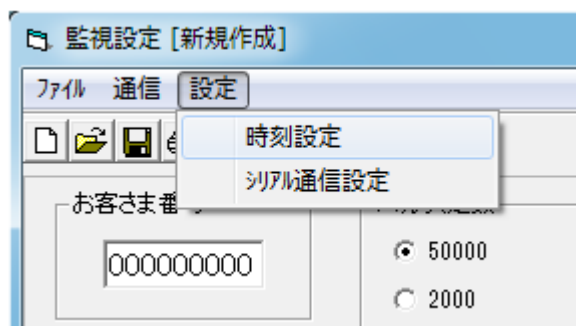 監視設定 [新規作成]
ﾌｧｲﾙ 通信 設定
時刻設定
ｼﾘｱﾙ通信設定
お客さま番
000000000
50000
2000